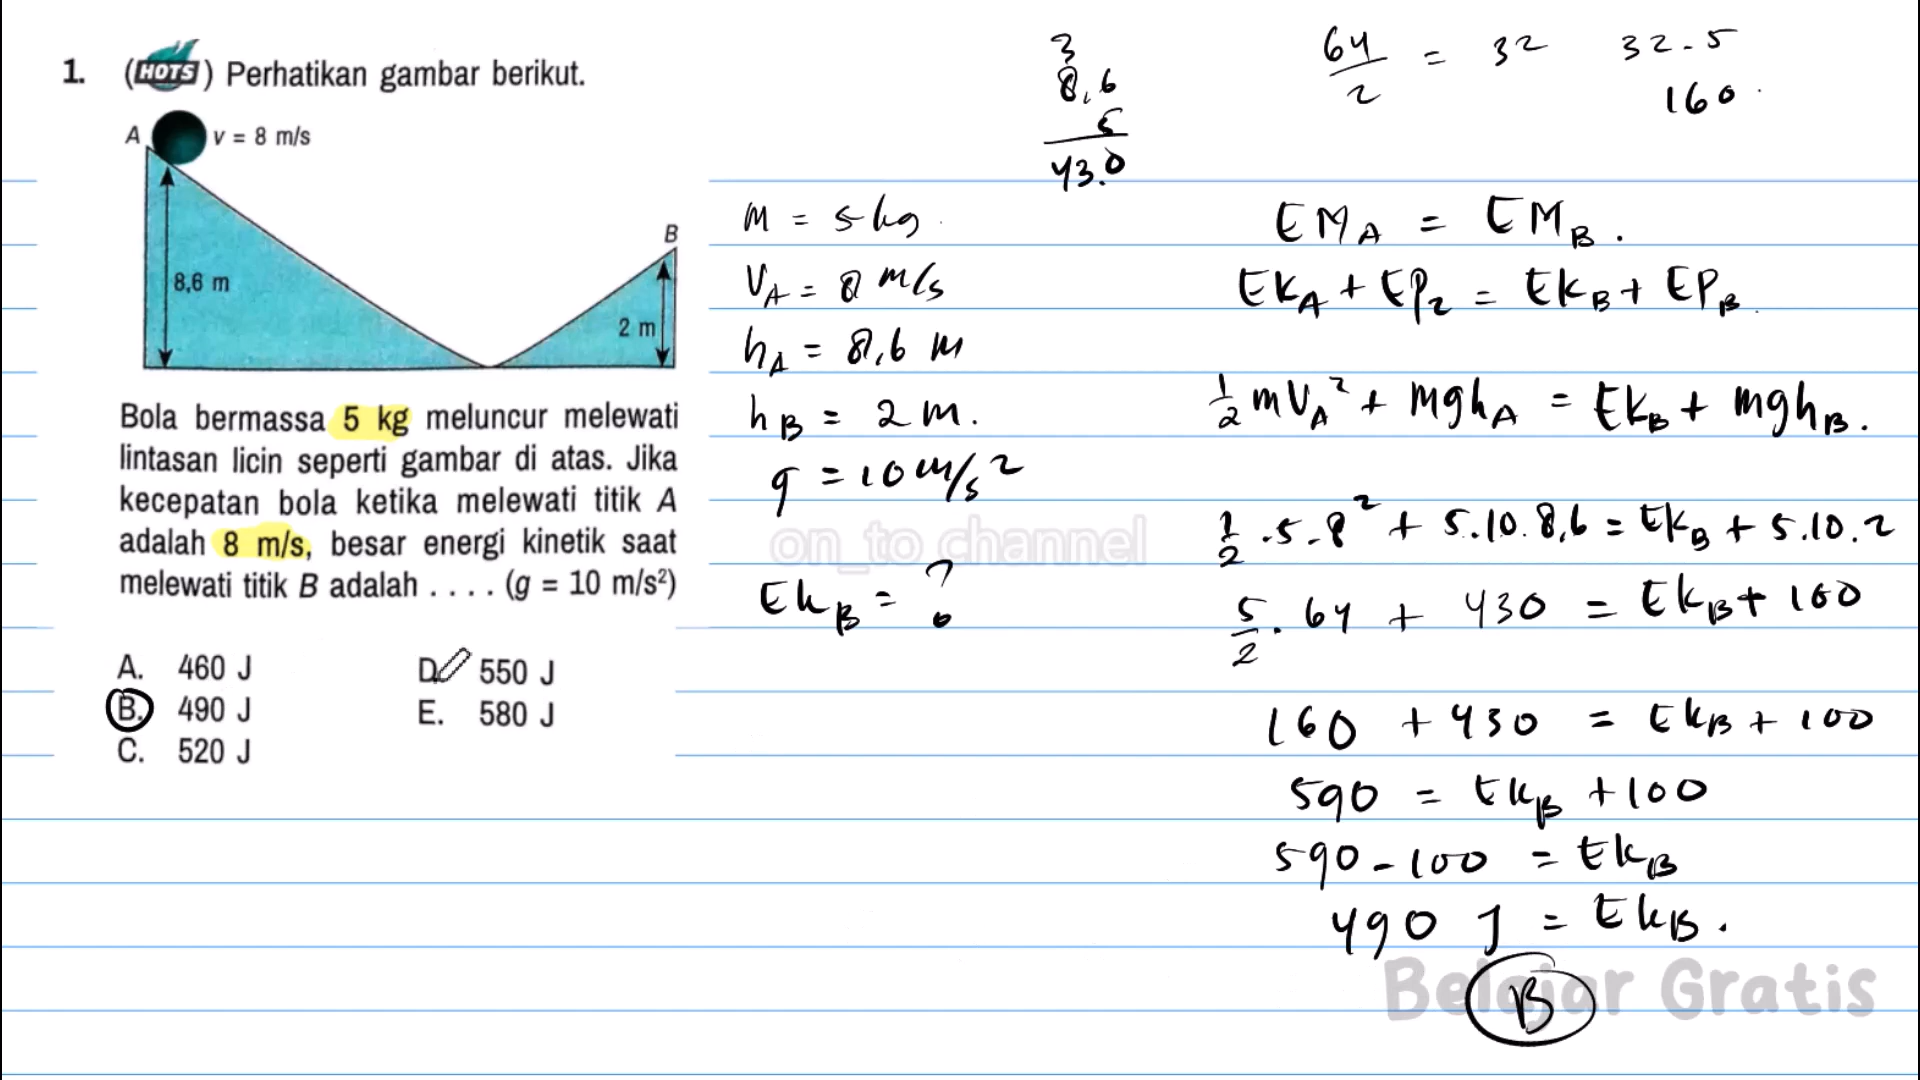 1. (HOTS) Perhatikan gambar berikut.
A
v = 8 m/s
B
8,6 m
2 m
Bola bermassa 5 kg meluncur melewati
lintasan licin seperti gambar di atas. Jika
kecepatan bola ketika melewati titik A
adalah 8 m/s, besar energi kinetik saat
melewati titik B adalah . . . . (g = 10 m/s²)
A. 460 J
B. 490 J
C. 520 J
D. 550 J
E. 580 J
m = 5 kg.
V_A = 8 m/s
h_A = 8,6 m
h_B = 2 m.
g = 10 m/s²
on_to channel
Ek_B = ?
3
8,6
5
43.0
64/2 = 32
32.5
160.
EM_A = EM_B.
EK_A + EP_2 = EK_B + EP_B.
1/2 mV_A² + mgh_A = EK_B + mgh_B.
1/2 .5.8² + 5.10.8,6 = EK_B + 5.10.2
5/2 . 64 + 430 = EK_B + 100
160 + 430 = EK_B + 100
590 = EK_B + 100
590 - 100 = EK_B
490 J = EK_B.
Belajar Gratis
B